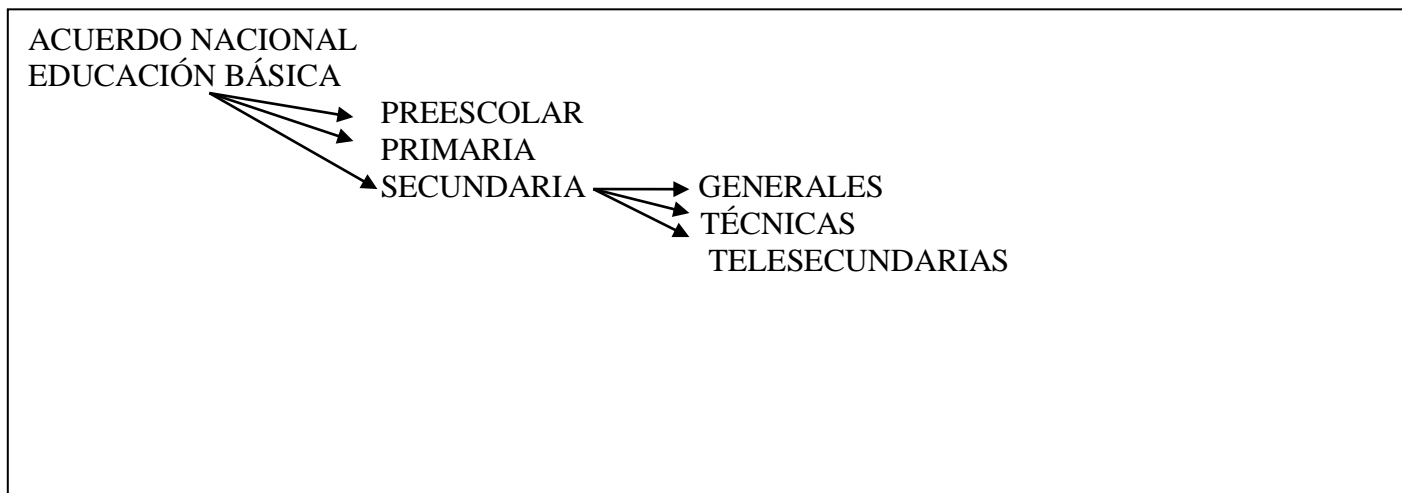 ACUERDO NACIONAL
EDUCACIÓN BÁSICA
PREESCOLAR
PRIMARIA
SECUNDARIA GENERALES
TÉCNICAS
TELESECUNDARIAS